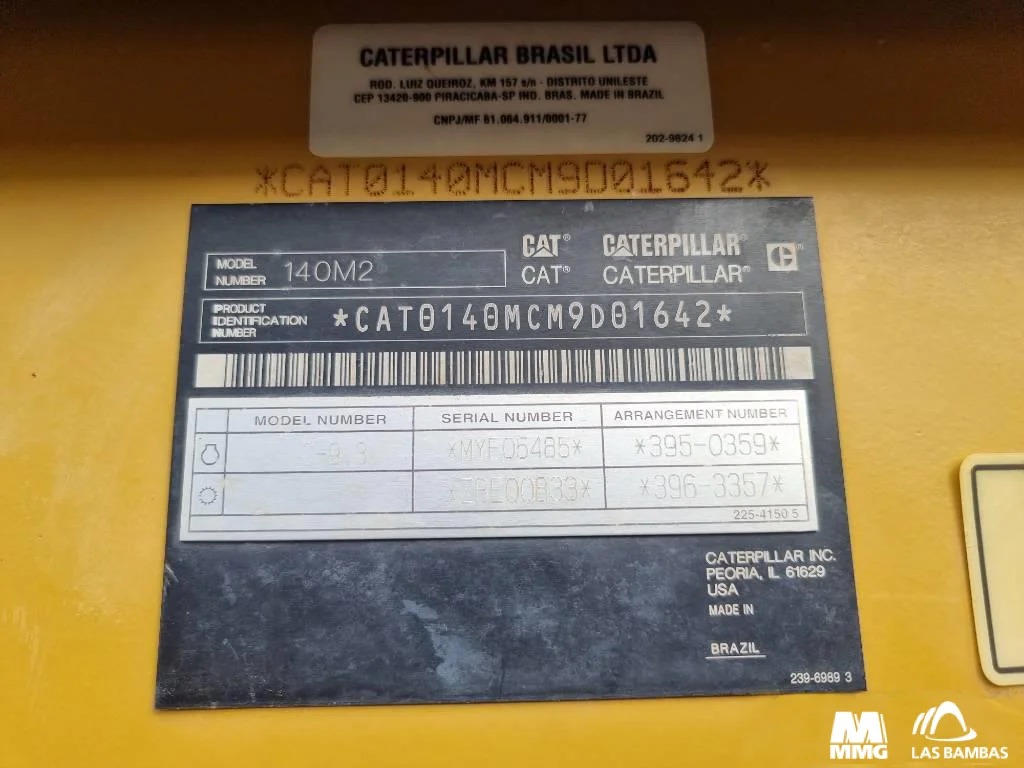 CATERPILLAR BRASIL LTDA
ROD. LUIZ QUEIROZ, KM 157 s/n - DISTRITO UNILESTE
CEP 13420-900 PIRACICABA-SP IND. BRAS. MADE IN BRAZIL
CNPJ/MF 61.064.911/0001-77
202-9824 1
*CAT0140MCM9D01642*
CAT® CATERPILLAR®
MODEL NUMBER 140M2
CAT® CATERPILLAR®
PRODUCT IDENTIFICATION NUMBER *CAT0140MCM9D01642*
MODEL NUMBER SERIAL NUMBER ARRANGEMENT NUMBER
*MYF05485* *395-0359*
*396-3357*
225-4150 5
CATERPILLAR INC.
PEORIA, IL 61629
USA
MADE IN
BRAZIL
239-6989 3
MMG
LAS BAMBAS